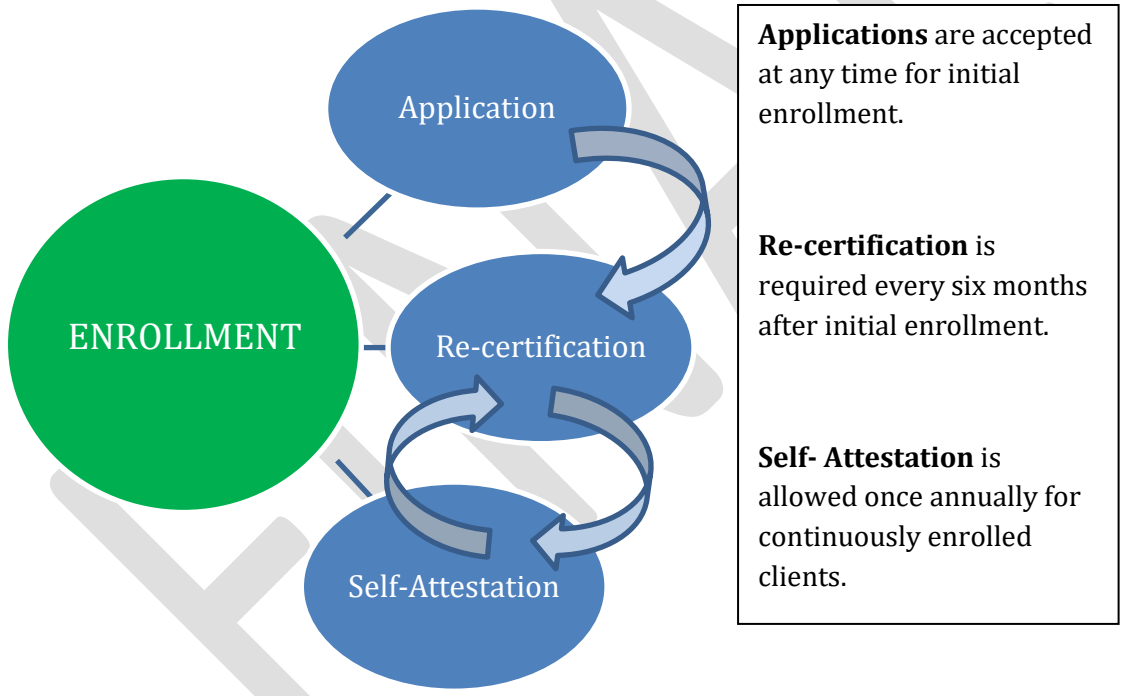 Application
ENROLLMENT
Re-certification
Self-Attestation
Applications are accepted
at any time for initial
enrollment.
Re-certification is
required every six months
after initial enrollment.
Self- Attestation is
allowed once annually for
continuously enrolled
clients.